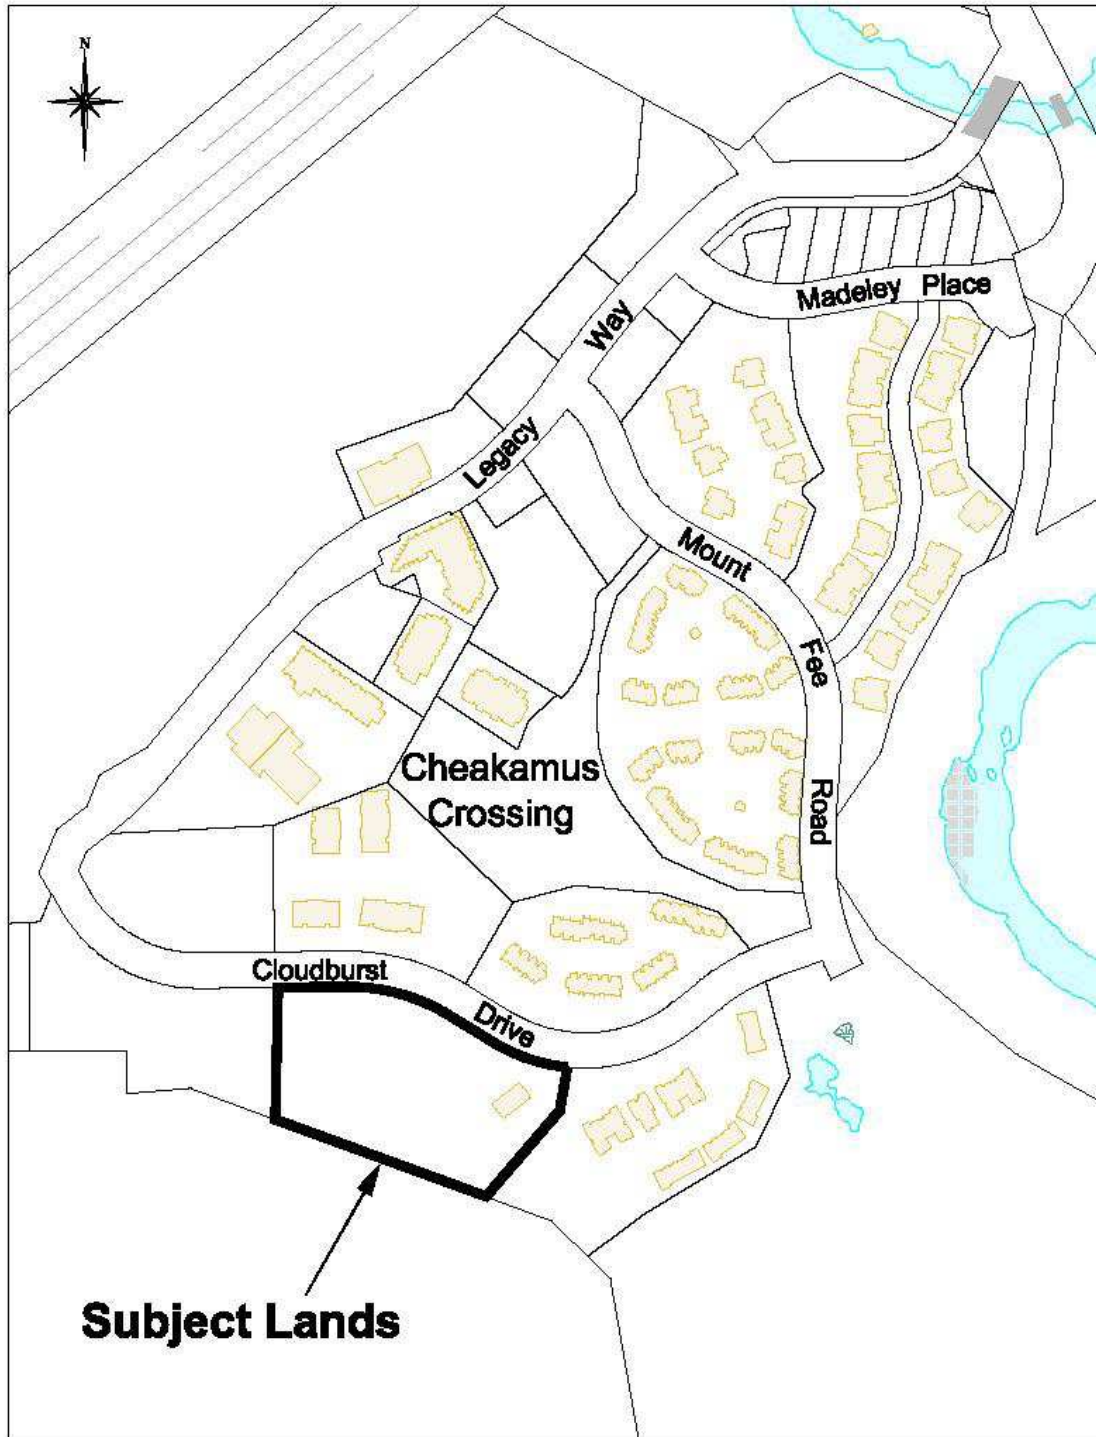 N
Madeley Place
Legacy Way
Mount Fee Road
Cheakamus
Crossing
Cloudburst Drive
Subject Lands